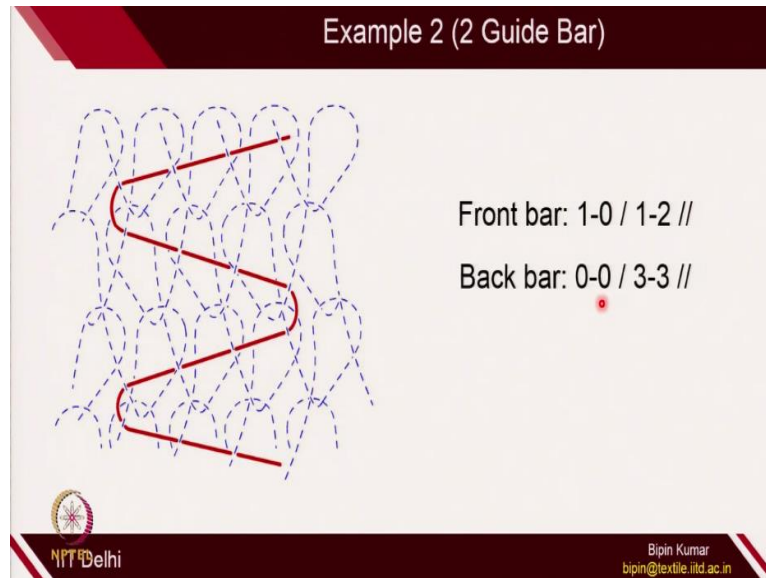 Example 2 (2 Guide Bar)
Front bar: 1-0 / 1-2 //
Back bar: 0-0 / 3-3 //
NPTEL
IIT Delhi
Bipin Kumar
bipin@textile.iitd.ac.in